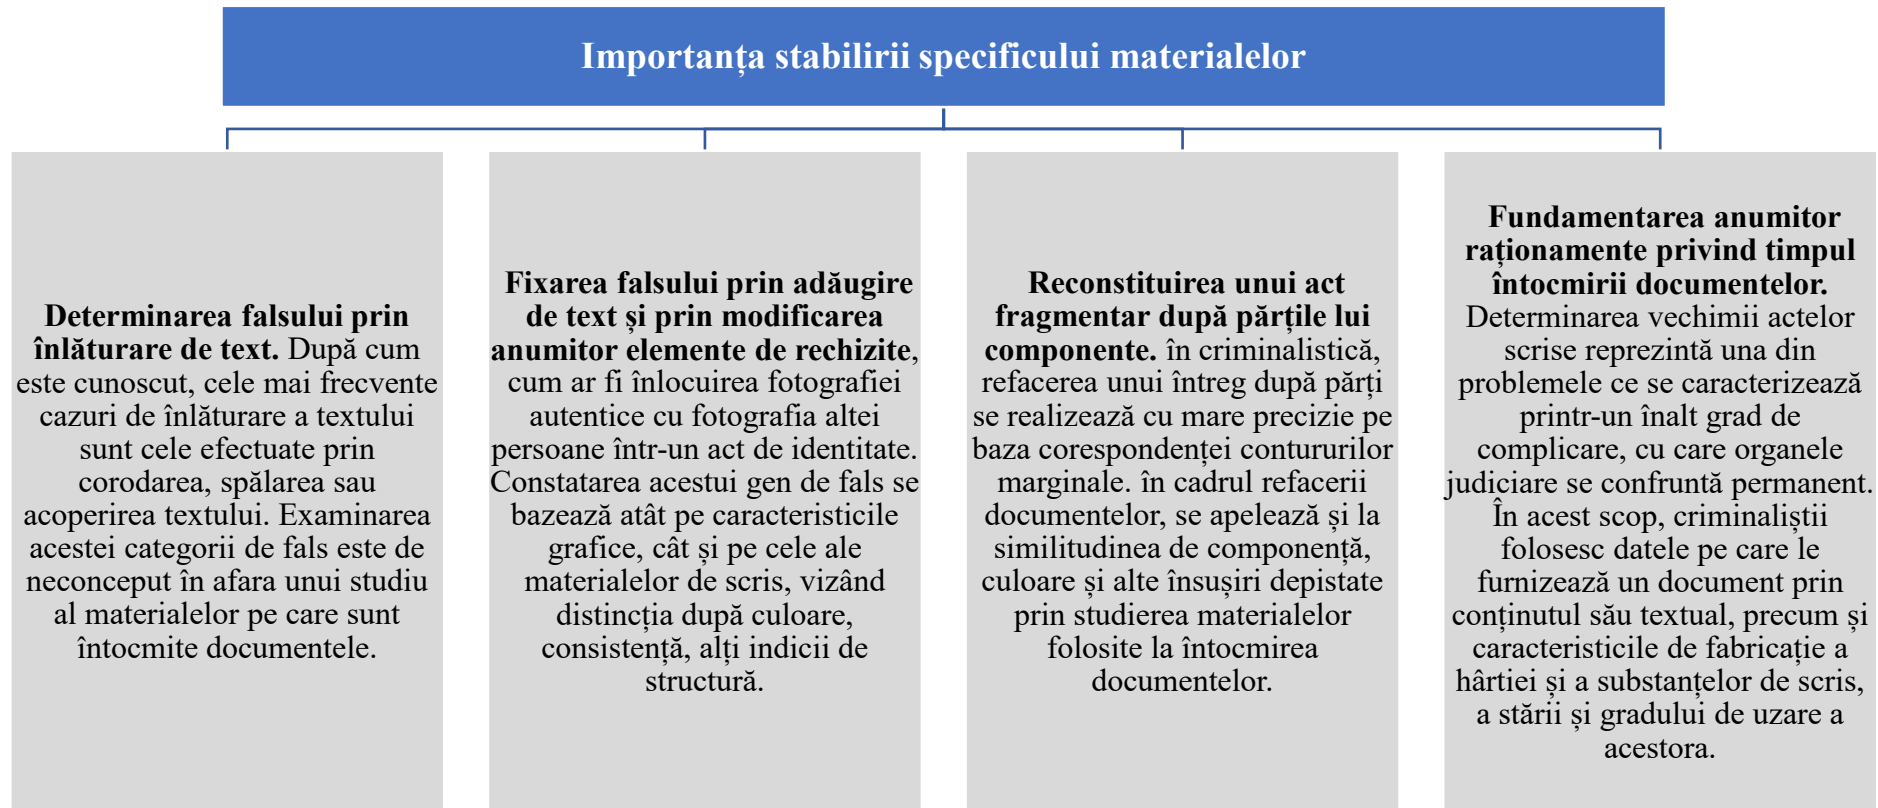 Importanța stabilirii specificului materialelor
Determinarea falsului prin
înlăturare de text. După cum
este cunoscut, cele mai frecvente
cazuri de înlăturare a textului
sunt cele efectuate prin
corodarea, spălarea sau
acoperirea textului. Examinarea
acestei categorii de fals este de
neconceput în afara unui studiu
al materialelor pe care sunt
întocmite documentele.
Fixarea falsului prin adăugire
de text și prin modificarea
anumitor elemente de rechizite,
cum ar fi înlocuirea fotografiei
autentice cu fotografia altei
persoane într-un act de identitate.
Constatarea acestui gen de fals se
bazează atât pe caracteristicile
grafice, cât și pe cele ale
materialelor de scris, vizând
distincția după culoare,
consistență, alți indicii de
structură.
Reconstituirea unui act
fragmentar după părțile lui
componente. în criminalistică,
refacerea unui întreg după părți
se realizează cu mare precizie pe
baza corespondenței contururilor
marginale. în cadrul refacerii
documentelor, se apelează și la
similitudinea de componență,
culoare și alte însușiri depistate
prin studierea materialelor
folosite la întocmirea
documentelor.
Fundamentarea anumitor
raționamente privind timpul
întocmirii documentelor.
Determinarea vechimii actelor
scrise reprezintă una din
problemele ce se caracterizează
printr-un înalt grad de
complicare, cu care organele
judiciare se confruntă permanent.
În acest scop, criminaliștii
folosesc datele pe care le
furnizează un document prin
conținutul său textual, precum și
caracteristicile de fabricație a
hârtiei și a substanțelor de scris,
a stării și gradului de uzare a
acestora.